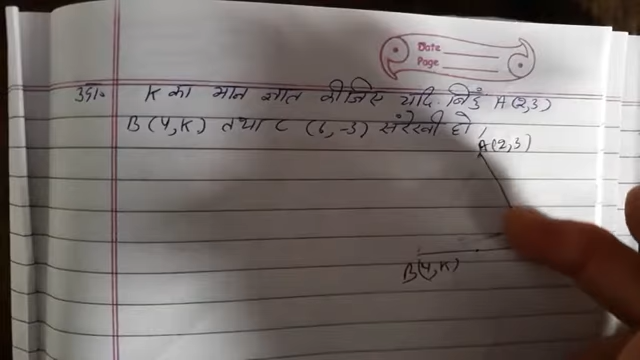 Date
Page
उदा० K का मान ज्ञात कीजिए यदि बिंदु A(2,3)
B(4,K) तथा C (6,-3) संरेखी हो ।
A(2,3)
B(4,K)